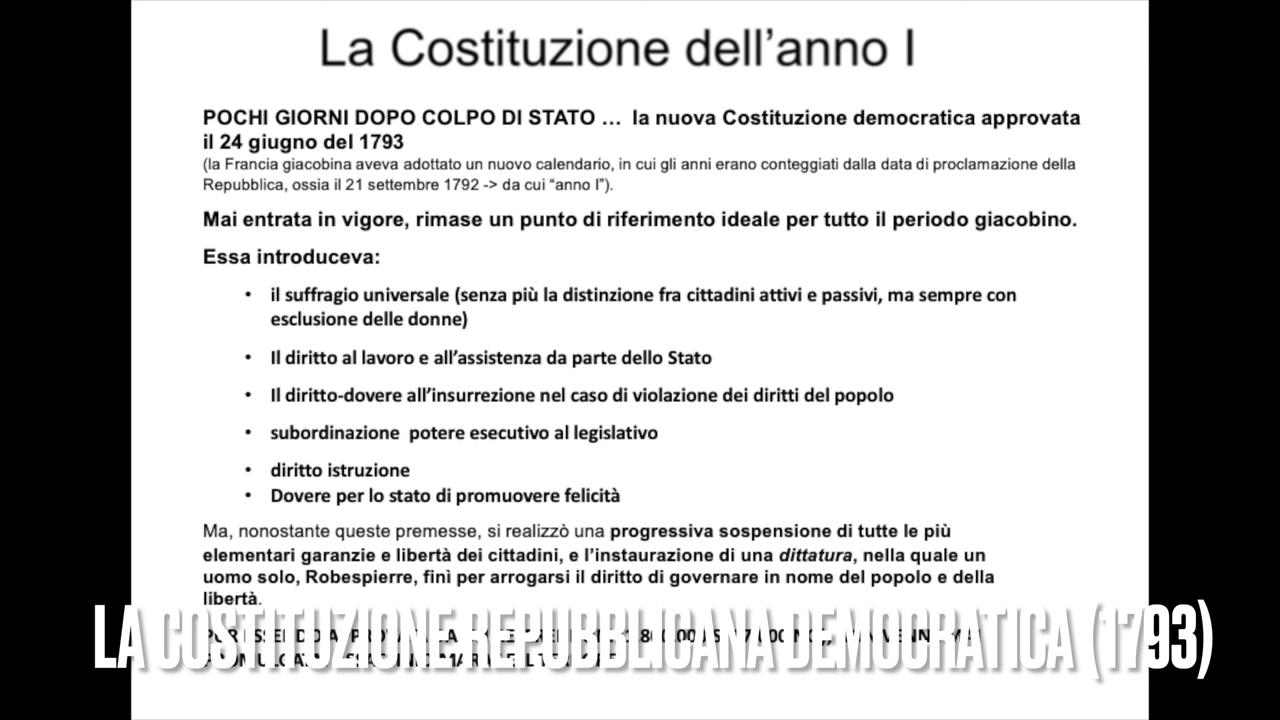 La Costituzione dell'anno I
POCHI GIORNI DOPO COLPO DI STATO … la nuova Costituzione democratica approvata
il 24 giugno del 1793
(la Francia giacobina aveva adottato un nuovo calendario, in cui gli anni erano conteggiati dalla data di proclamazione della
Repubblica, ossia il 21 settembre 1792 -> da cui “anno I”).
Mai entrata in vigore, rimase un punto di riferimento ideale per tutto il periodo giacobino.
Essa introduceva:
• il suffragio universale (senza più la distinzione fra cittadini attivi e passivi, ma sempre con
esclusione delle donne)
• Il diritto al lavoro e all’assistenza da parte dello Stato
• Il diritto-dovere all’insurrezione nel caso di violazione dei diritti del popolo
• subordinazione potere esecutivo al legislativo
• diritto istruzione
• Dovere per lo stato di promuovere felicità
Ma, nonostante queste premesse, si realizzò una progressiva sospensione di tutte le più
elementari garanzie e libertà dei cittadini, e l’instaurazione di una dittatura, nella quale un
uomo solo, Robespierre, finì per arrogarsi il diritto di governare in nome del popolo e della
libertà.
LA COSTITUZIONE REPUBBLICANA DEMOCRATICA (1793)